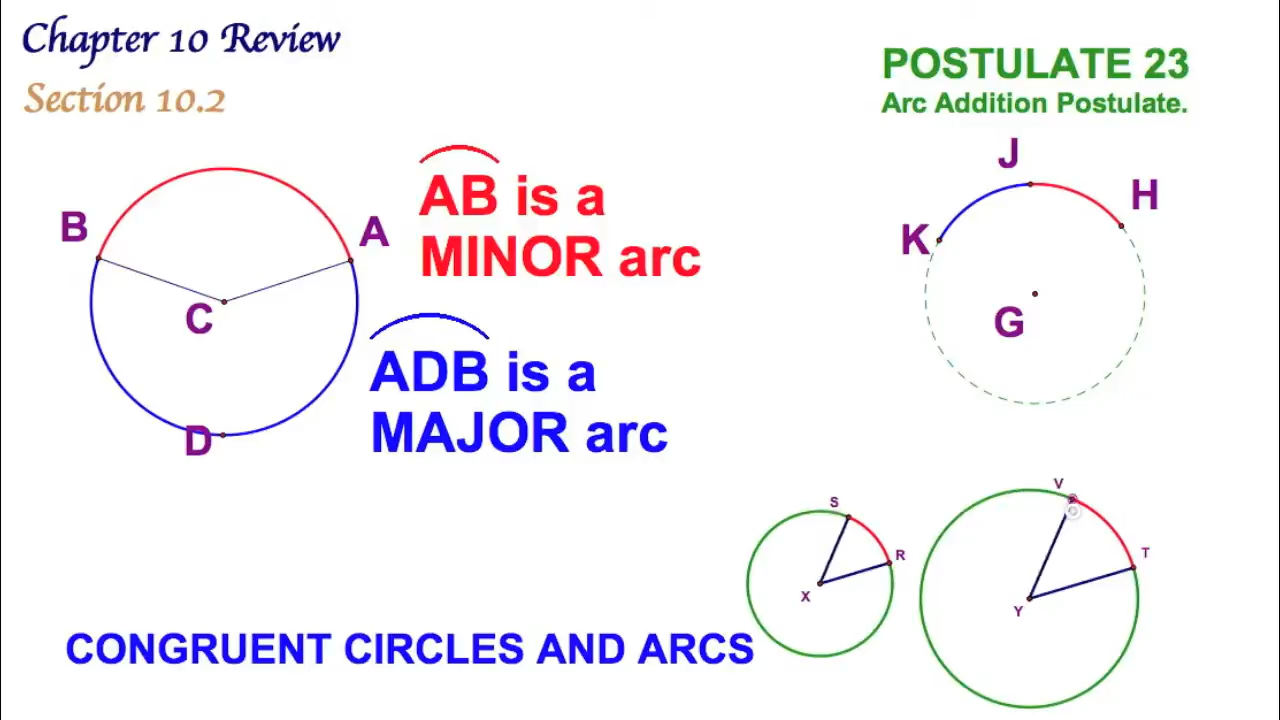 Chapter 10 Review
Section 10.2
POSTULATE 23
Arc Addition Postulate.
B
A
C
D
AB is a
MINOR arc
ADB is a
MAJOR arc
J
H
K
G
S
R
X
V
T
Y
CONGRUENT CIRCLES AND ARCS